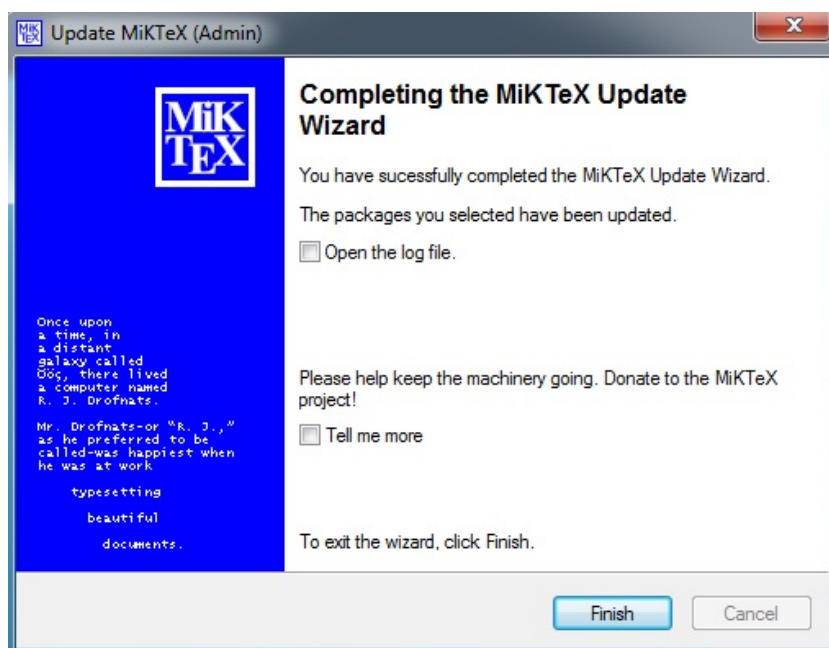 Update MiKTeX (Admin)
MiK
TEX
Completing the MiKTeX Update
Wizard
You have sucessfully completed the MiKTeX Update Wizard.
The packages you selected have been updated.
Open the log file.
Once upon
a time, in
a distant
galaxy called
Ööç, there lived
a computer named
R. J. Drofnats.
Mr. Drofnats-or “R. J.,”
as he preferred to be
called-was happiest when
he was at work
typesetting
beautiful
documents.
Please help keep the machinery going. Donate to the MiKTeX
project!
Tell me more
To exit the wizard, click Finish.
Finish
Cancel